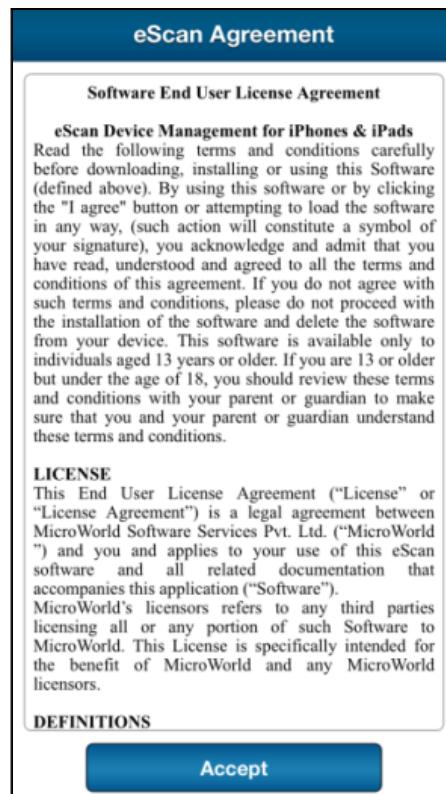 eScan Agreement
Software End User License Agreement
eScan Device Management for iPhones & iPads
Read the following terms and conditions carefully
before downloading, installing or using this Software
(defined above). By using this software or by clicking
the "I agree" button or attempting to load the software
in any way, (such action will constitute a symbol of
your signature), you acknowledge and admit that you
have read, understood and agreed to all the terms and
conditions of this agreement. If you do not agree with
such terms and conditions, please do not proceed with
the installation of the software and delete the software
from your device. This software is available only to
individuals aged 13 years or older. If you are 13 or older
but under the age of 18, you should review these terms
and conditions with your parent or guardian to make
sure that you and your parent or guardian understand
these terms and conditions.
LICENSE
This End User License Agreement (“License” or
“License Agreement”) is a legal agreement between
MicroWorld Software Services Pvt. Ltd. (“MicroWorld
”) and you and applies to your use of this eScan
software and all related documentation that
accompanies this application (“Software”).
MicroWorld’s licensors refers to any third parties
licensing all or any portion of such Software to
MicroWorld. This License is specifically intended for
the benefit of MicroWorld and any MicroWorld
licensors.
DEFINITIONS
Accept